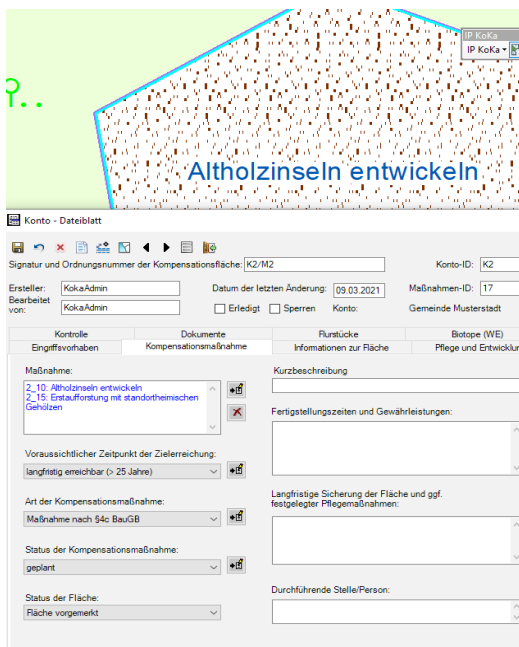 IP KoKa
IP KoKa
Altholzinseln entwickeln
Konto - Dateiblatt
Signatur und Ordnungsnummer der Kompensationsfläche: K2/M2 Konto-ID: K2
Ersteller: KokaAdmin Datum der letzten Änderung: 09.03.2021 Maßnahmen-ID: 17
Bearbeitet von: KokaAdmin Erledigt Sperren Konto: Gemeinde Musterstadt
Kontrolle Dokumente Flurstücke Biotope (WE)
Eingriffsvorhaben Kompensationsmaßnahme Informationen zur Fläche Pflege und Entwicklun
Maßnahme:
2_10: Altholzinseln entwickeln
2_15: Erstaufforstung mit standortheimischen
Gehölzen
Voraussichtlicher Zeitpunkt der Zielerreichung:
langfristig erreichbar (> 25 Jahre)
Art der Kompensationsmaßnahme:
Maßnahme nach §4c BauGB
Status der Kompensationsmaßnahme:
geplant
Status der Fläche:
Fläche vorgemerkt
Kurzbeschreibung
Fertigstellungszeiten und Gewährleistungen:
Langfristige Sicherung der Fläche und ggf.
festgelegter Pflegemaßnahmen:
Durchführende Stelle/Person: